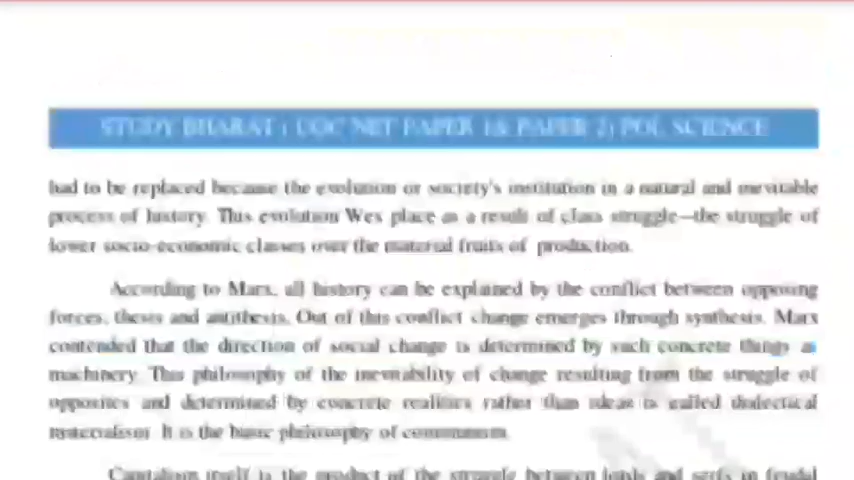 STUDY BHARAT ( UGC NET PAPER 1& PAPER 2) POL SCIENCE
had to be replaced because the evolution or society's institution in a natural and inevitable
process of history. This evolution Wes place as a result of class struggle—the struggle of
lower socio-economic classes over the material fruits of production.
According to Marx, all history can be explained by the conflict between opposing
forces, thesis and antithesis. Out of this conflict change emerges through synthesis. Marx
contended that the direction of social change is determined by such concrete things as
machinery. This philosophy of the inevitability of change resulting from the struggle of
opposites and determined by concrete realities rather than ideas is called dialectical
materialism. It is the basic philosophy of communism.
Capitalism itself is the product of the struggle between lords and serfs in feudal